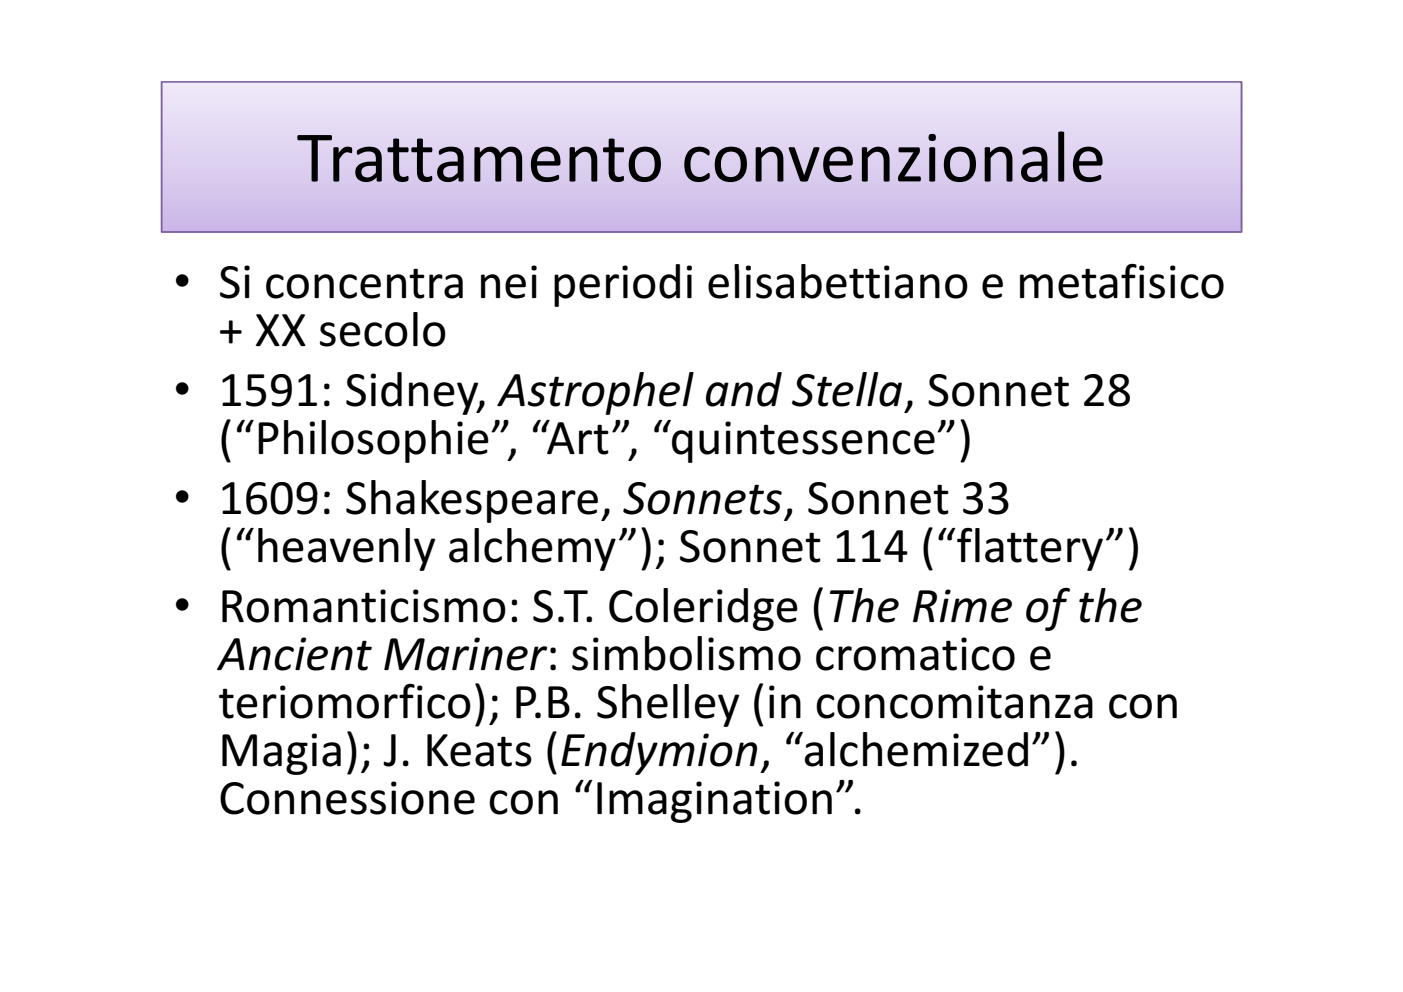 Trattamento convenzionale
• Si concentra nei periodi elisabettiano e metafisico
+ XX secolo
• 1591: Sidney, Astrophel and Stella, Sonnet 28
(“Philosophie”, “Art”, “quintessence”)
• 1609: Shakespeare, Sonnets, Sonnet 33
(“heavenly alchemy”); Sonnet 114 (“flattery”)
• Romanticismo: S.T. Coleridge (The Rime of the
Ancient Mariner: simbolismo cromatico e
teriomorfico); P.B. Shelley (in concomitanza con
Magia); J. Keats (Endymion, “alchemized”).
Connessione con “Imagination”.